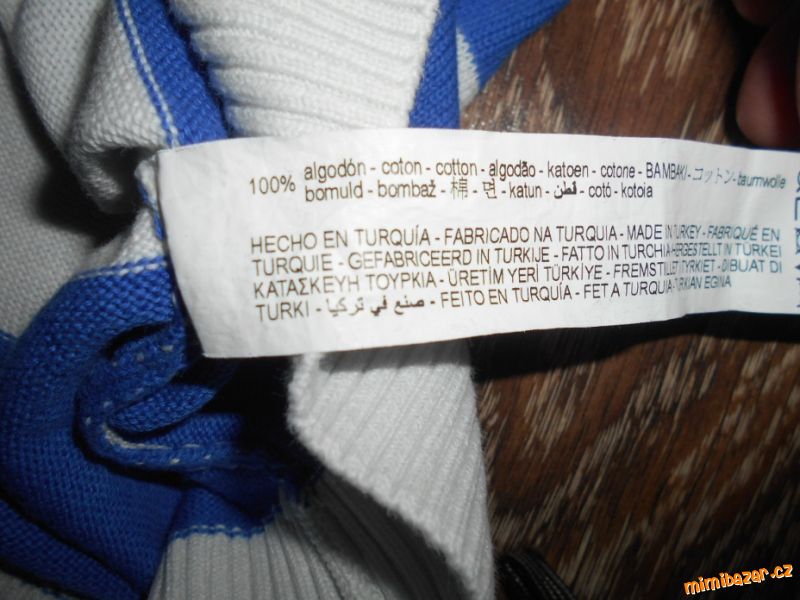 100% algodón - coton - cotton - algodão - katoen - cotone - BAMBAKI - コットン - baumwolle
bomuld - bombaž - 棉 - 면 - katun - قطن - cotó - kotoia
HECHO EN TURQUÍA - FABRICADO NA TURQUIA - MADE IN TURKEY - FABRIQUÉ EN
TURQUIE - GEFABRICEERD IN TURKIJE - FATTO IN TURCHIA - HERGESTELLT IN TÜRKEI
ΚΑΤΑΣΚΕΥΗ ΤΟΥΡΚΙΑ - ÜRETİM YERİ TÜRKİYE - FREMSTILLET I TYRKIET - DIBUAT DI
TURKI - صنع في تركيا - FEITO EN TURQUÍA - FET A TURQUIA - TURKIAN EGINA
mimibazar.cz